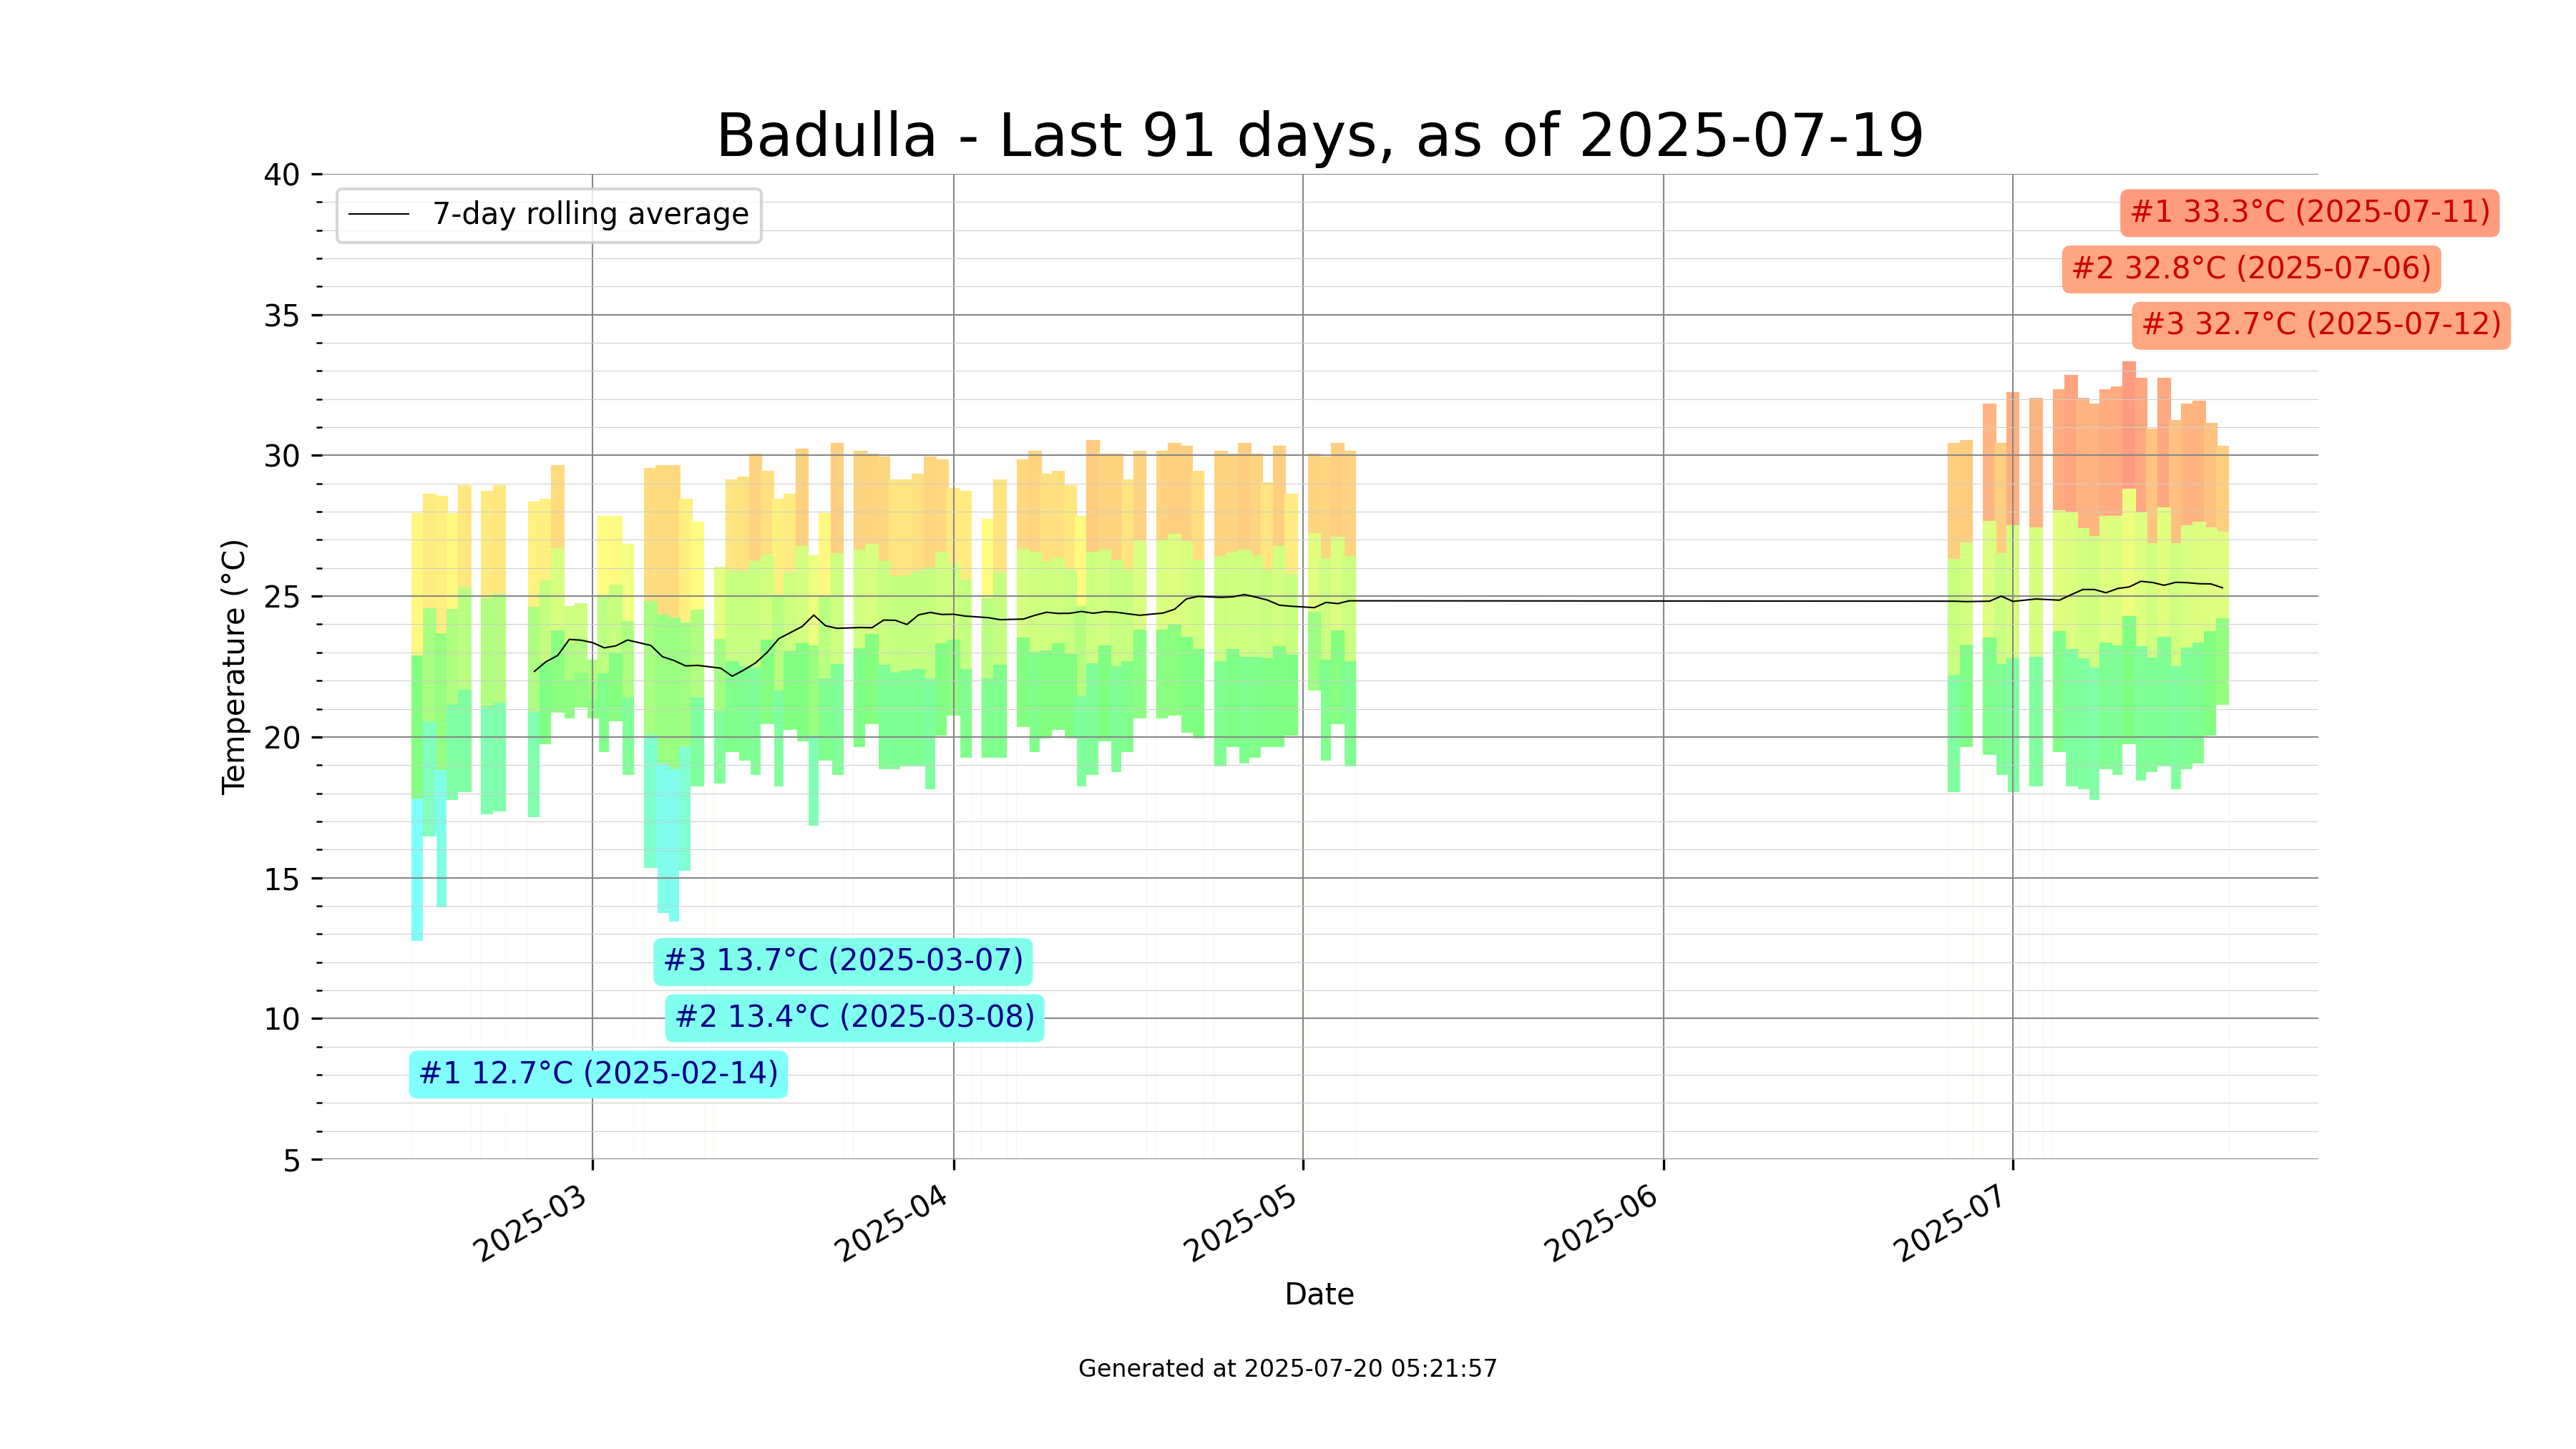 Badulla - Last 91 days, as of 2025-07-19
7-day rolling average
#1 33.3°C (2025-07-11)
#2 32.8°C (2025-07-06)
#3 32.7°C (2025-07-12)
40
35
30
25
20
15
10
5
Temperature (°C)
#3 13.7°C (2025-03-07)
#2 13.4°C (2025-03-08)
#1 12.7°C (2025-02-14)
2025-03
2025-04
2025-05
2025-06
2025-07
Date
Generated at 2025-07-20 05:21:57